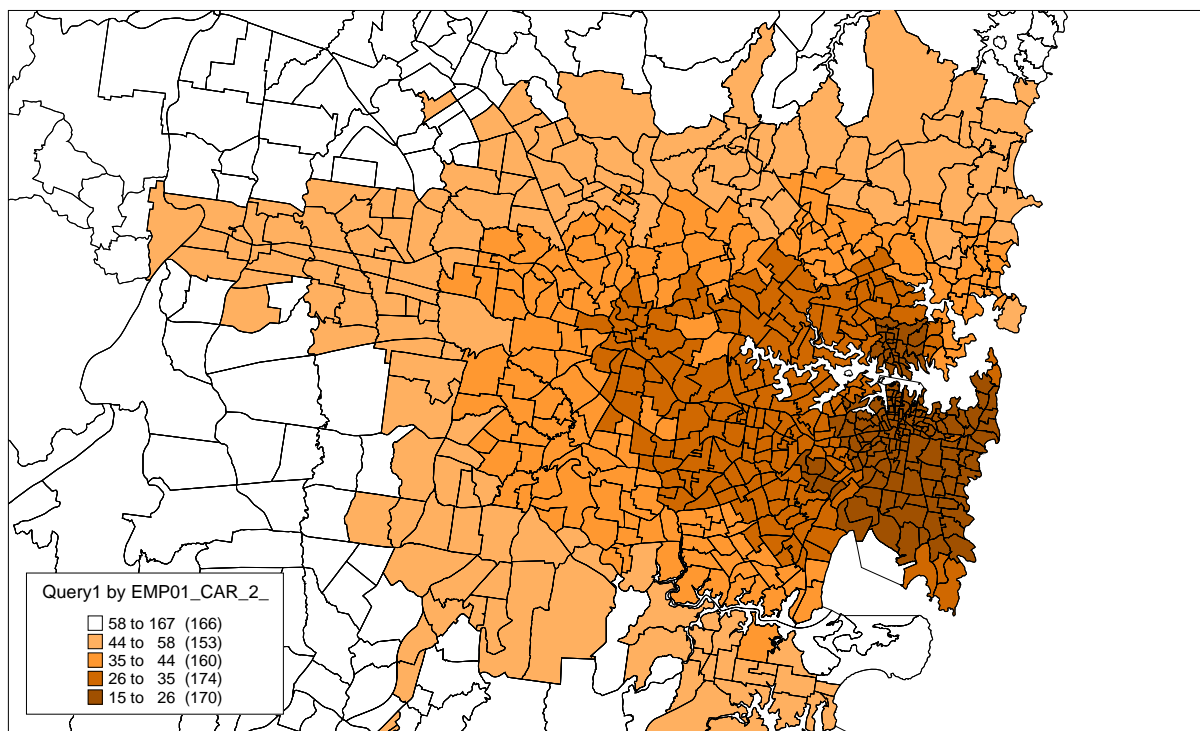 Query1 by EMP01_CAR_2_
58 to 167 (166)
44 to 58 (153)
35 to 44 (160)
26 to 35 (174)
15 to 26 (170)